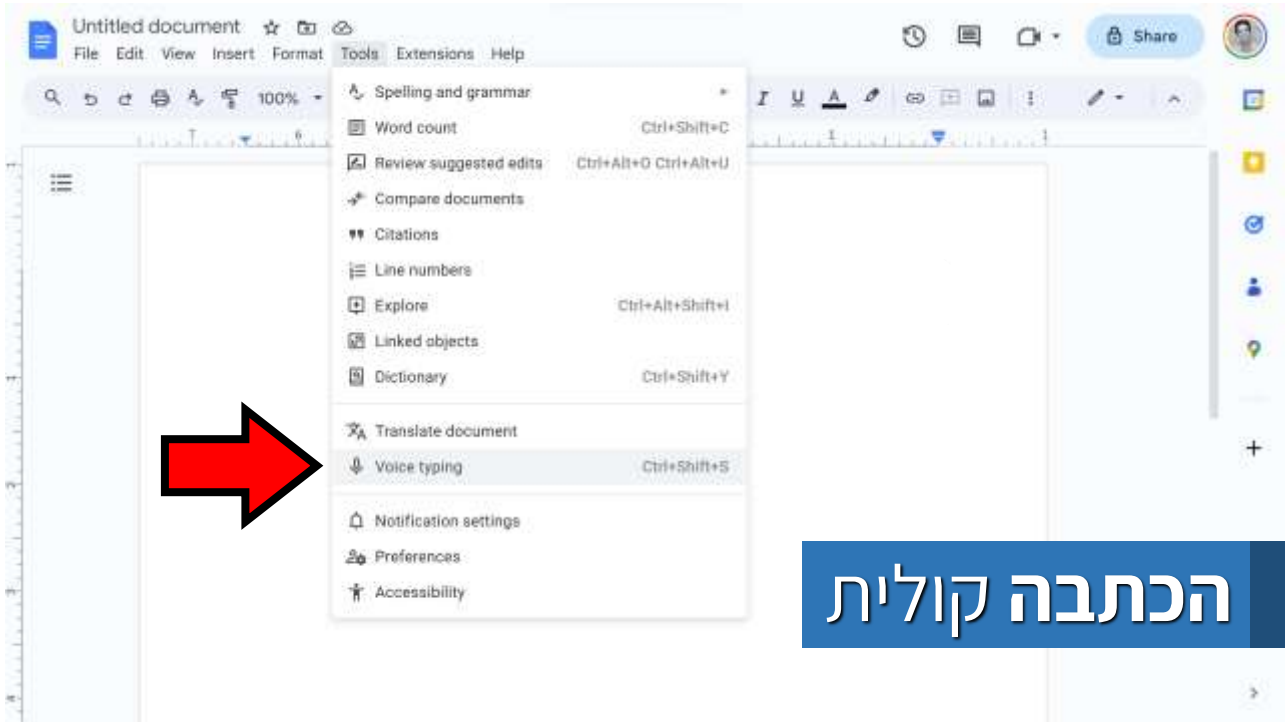 Untitled document
File Edit View Insert Format Tools Extensions Help
Share
100%
Spelling and grammar
Word count Ctrl+Shift+C
Review suggested edits Ctrl+Alt+O Ctrl+Alt+U
Compare documents
Citations
Line numbers
Explore Ctrl+Alt+Shift+I
Linked objects
Dictionary Ctrl+Shift+Y
Translate document
Voice typing Ctrl+Shift+S
Notification settings
Preferences
Accessibility
הכתבה קולית